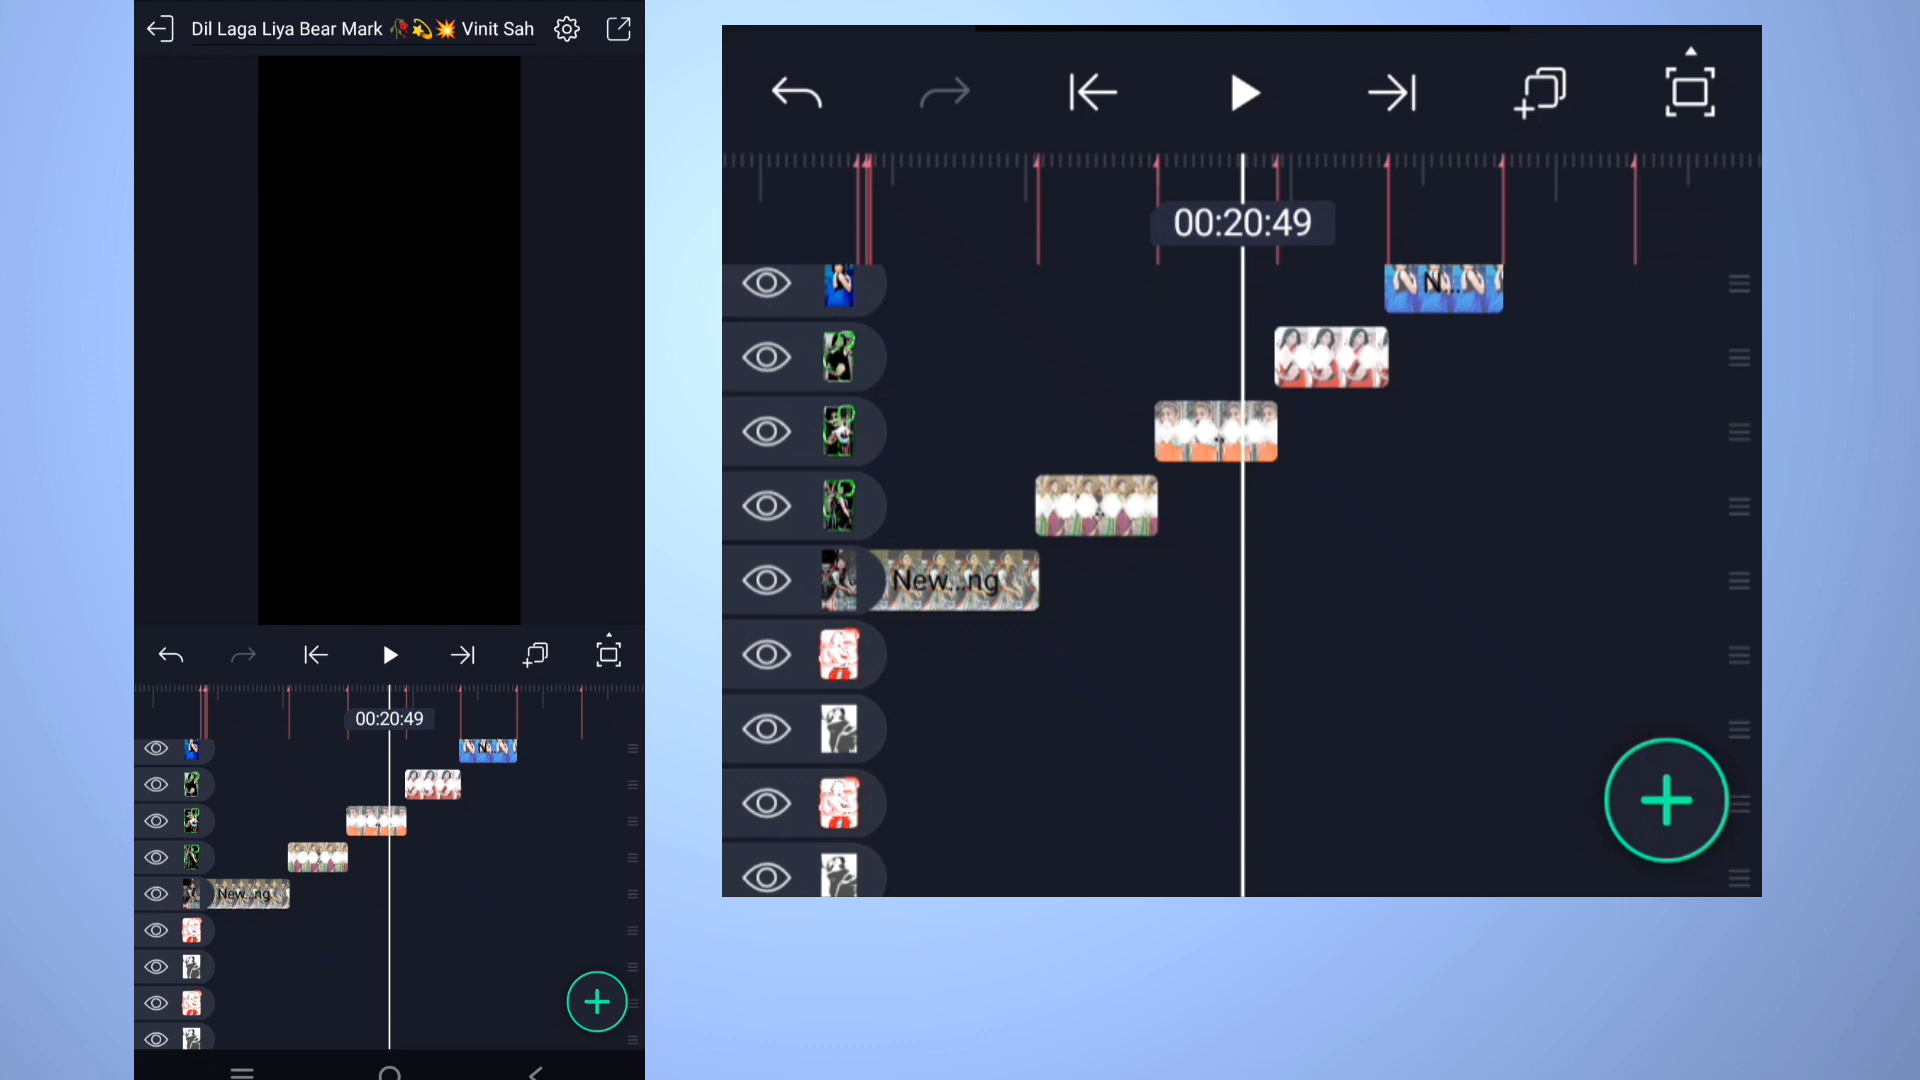 Dil Laga Liya Bear Mark 🥀💫💥 Vinit Sah
00:20:49
N...
New...ng
00:20:49
N...
New...ng